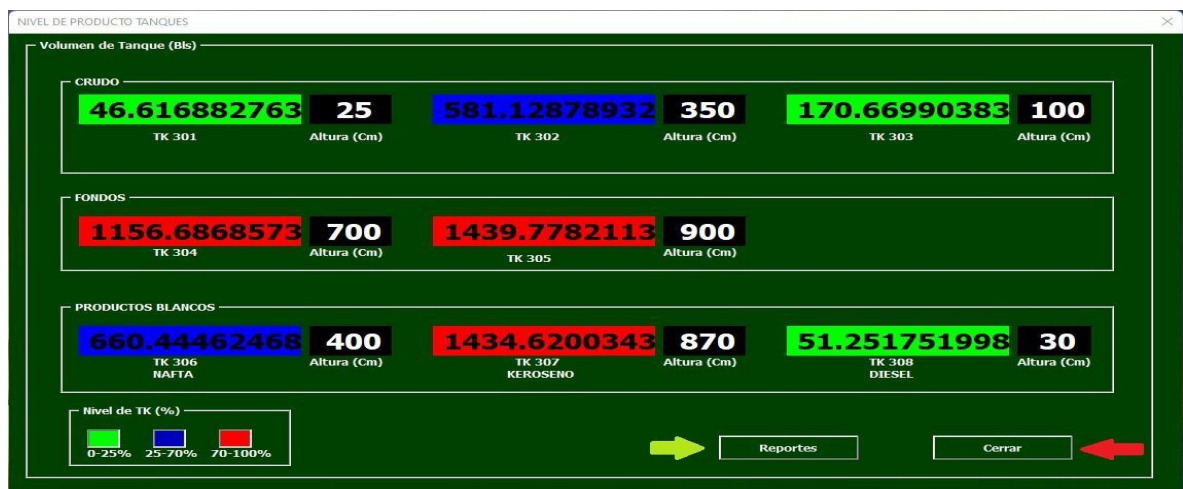 NIVEL DE PRODUCTO TANQUES
Volumen de Tanque (Bls)
CRUDO
46.616882763 25 581.12878932 350 170.66990383 100
TK 301 Altura (Cm) TK 302 Altura (Cm) TK 303 Altura (Cm)
FONDOS
1156.6868573 700 1439.7782113 900
TK 304 Altura (Cm) TK 305 Altura (Cm)
PRODUCTOS BLANCOS
660.44462468 400 1434.6200343 870 51.251751998 30
TK 306 Altura (Cm) TK 307 Altura (Cm) TK 308 Altura (Cm)
NAFTA KEROSENO DIESEL
Nivel de TK (%)
0-25% 25-70% 70-100%
Reportes Cerrar